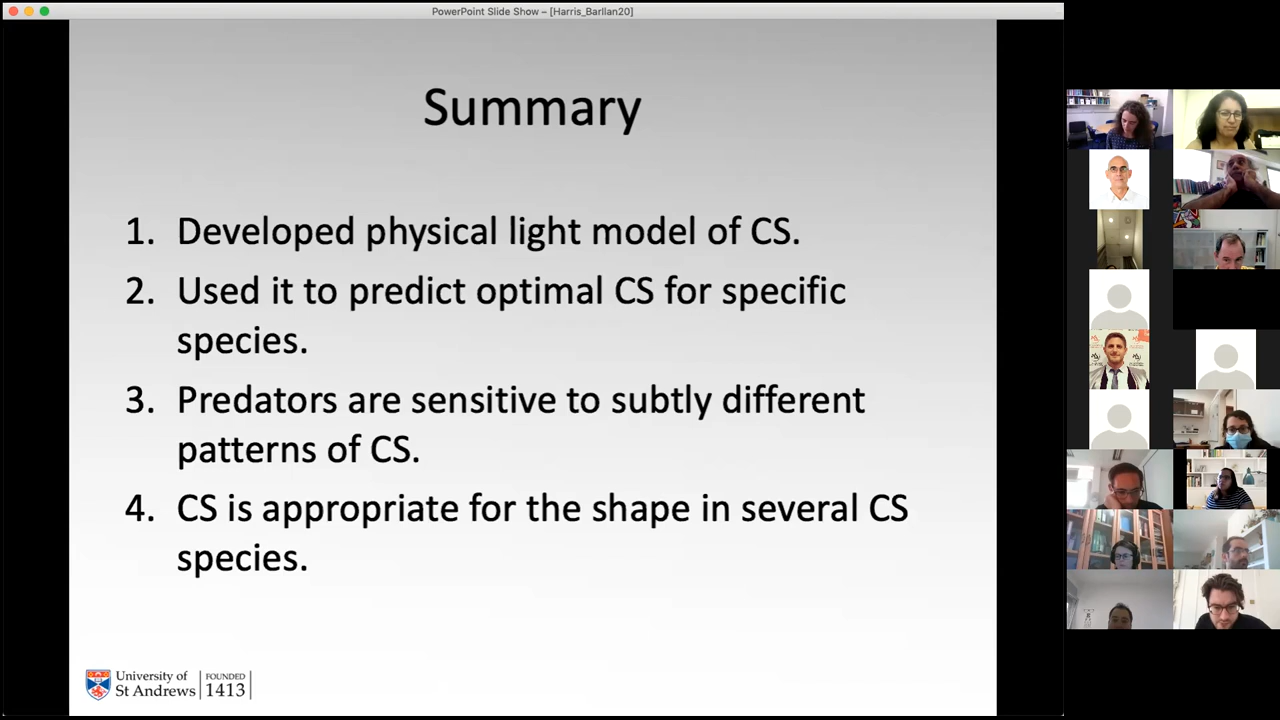 PowerPoint Slide Show – [Harris_BarIlan20]
Summary
1. Developed physical light model of CS.
2. Used it to predict optimal CS for specific
species.
3. Predators are sensitive to subtly different
patterns of CS.
4. CS is appropriate for the shape in several CS
species.
University of
St Andrews
FOUNDED
1413